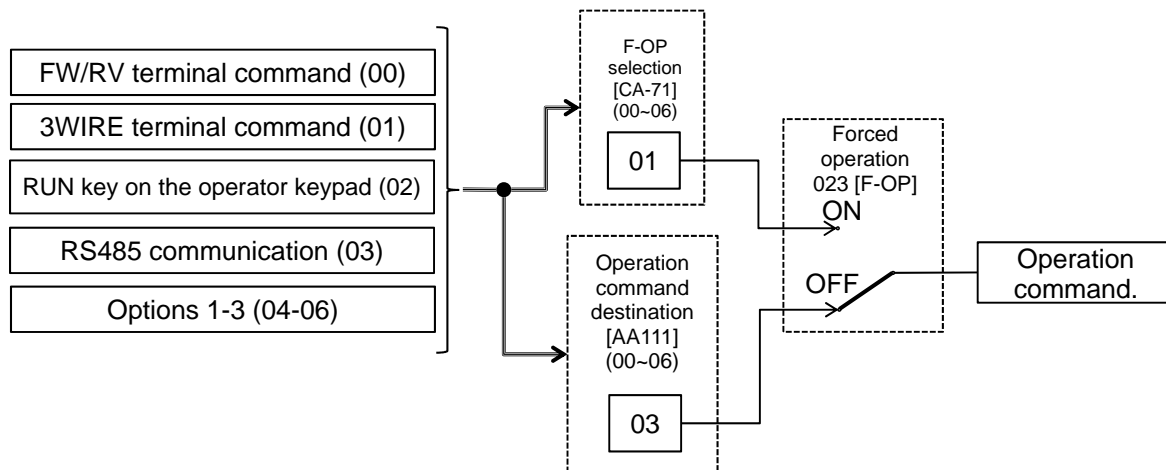 FW/RV terminal command (00)
3WIRE terminal command (01)
RUN key on the operator keypad (02)
RS485 communication (03)
Options 1-3 (04-06)
F-OP
selection
[CA-71]
(00~06)
01
Operation
command
destination
[AA111]
(00~06)
03
Forced
operation
023 [F-OP]
ON
OFF
Operation
command.